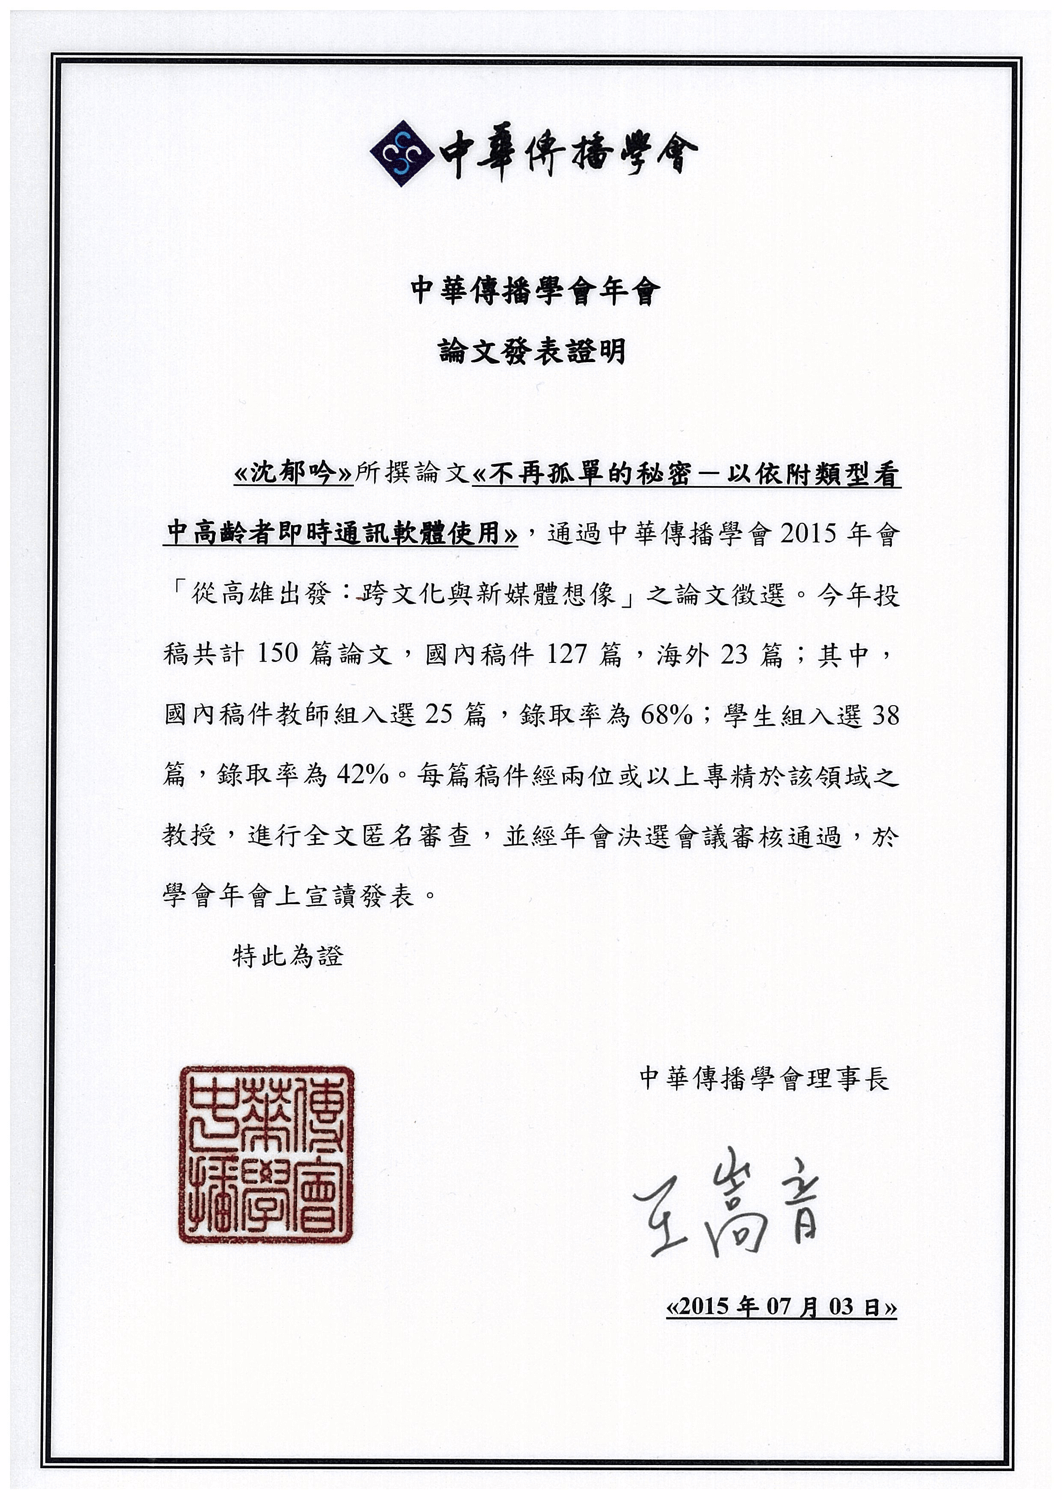 中華傳播學會
中華傳播學會年會
論文發表證明
«沈郁吟»所撰論文«不再孤單的秘密－以依附類型看
中高齡者即時通訊軟體使用»，通過中華傳播學會 2015 年會
「從高雄出發：跨文化與新媒體想像」之論文徵選。今年投
稿共計 150 篇論文，國內稿件 127 篇，海外 23 篇；其中，
國內稿件教師組入選 25 篇，錄取率為 68%；學生組入選 38
篇，錄取率為 42%。每篇稿件經兩位或以上專精於該領域之
教授，進行全文匿名審查，並經年會決選會議審核通過，於
學會年會上宣讀發表。
特此為證
中華傳播學會理事長
中華傳
播學會
王嵩音
«2015 年 07 月 03 日»